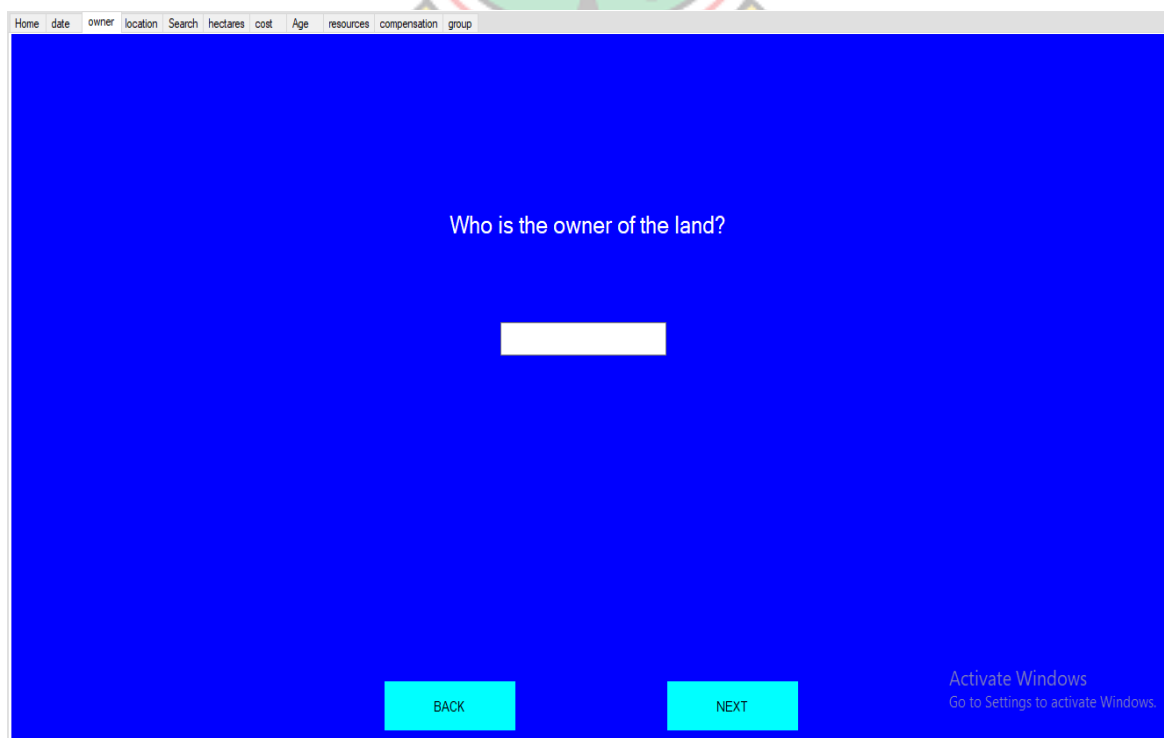 Home date owner location Search hectares cost Age resources compensation group
Who is the owner of the land?
BACK NEXT
Activate Windows
Go to Settings to activate Windows.